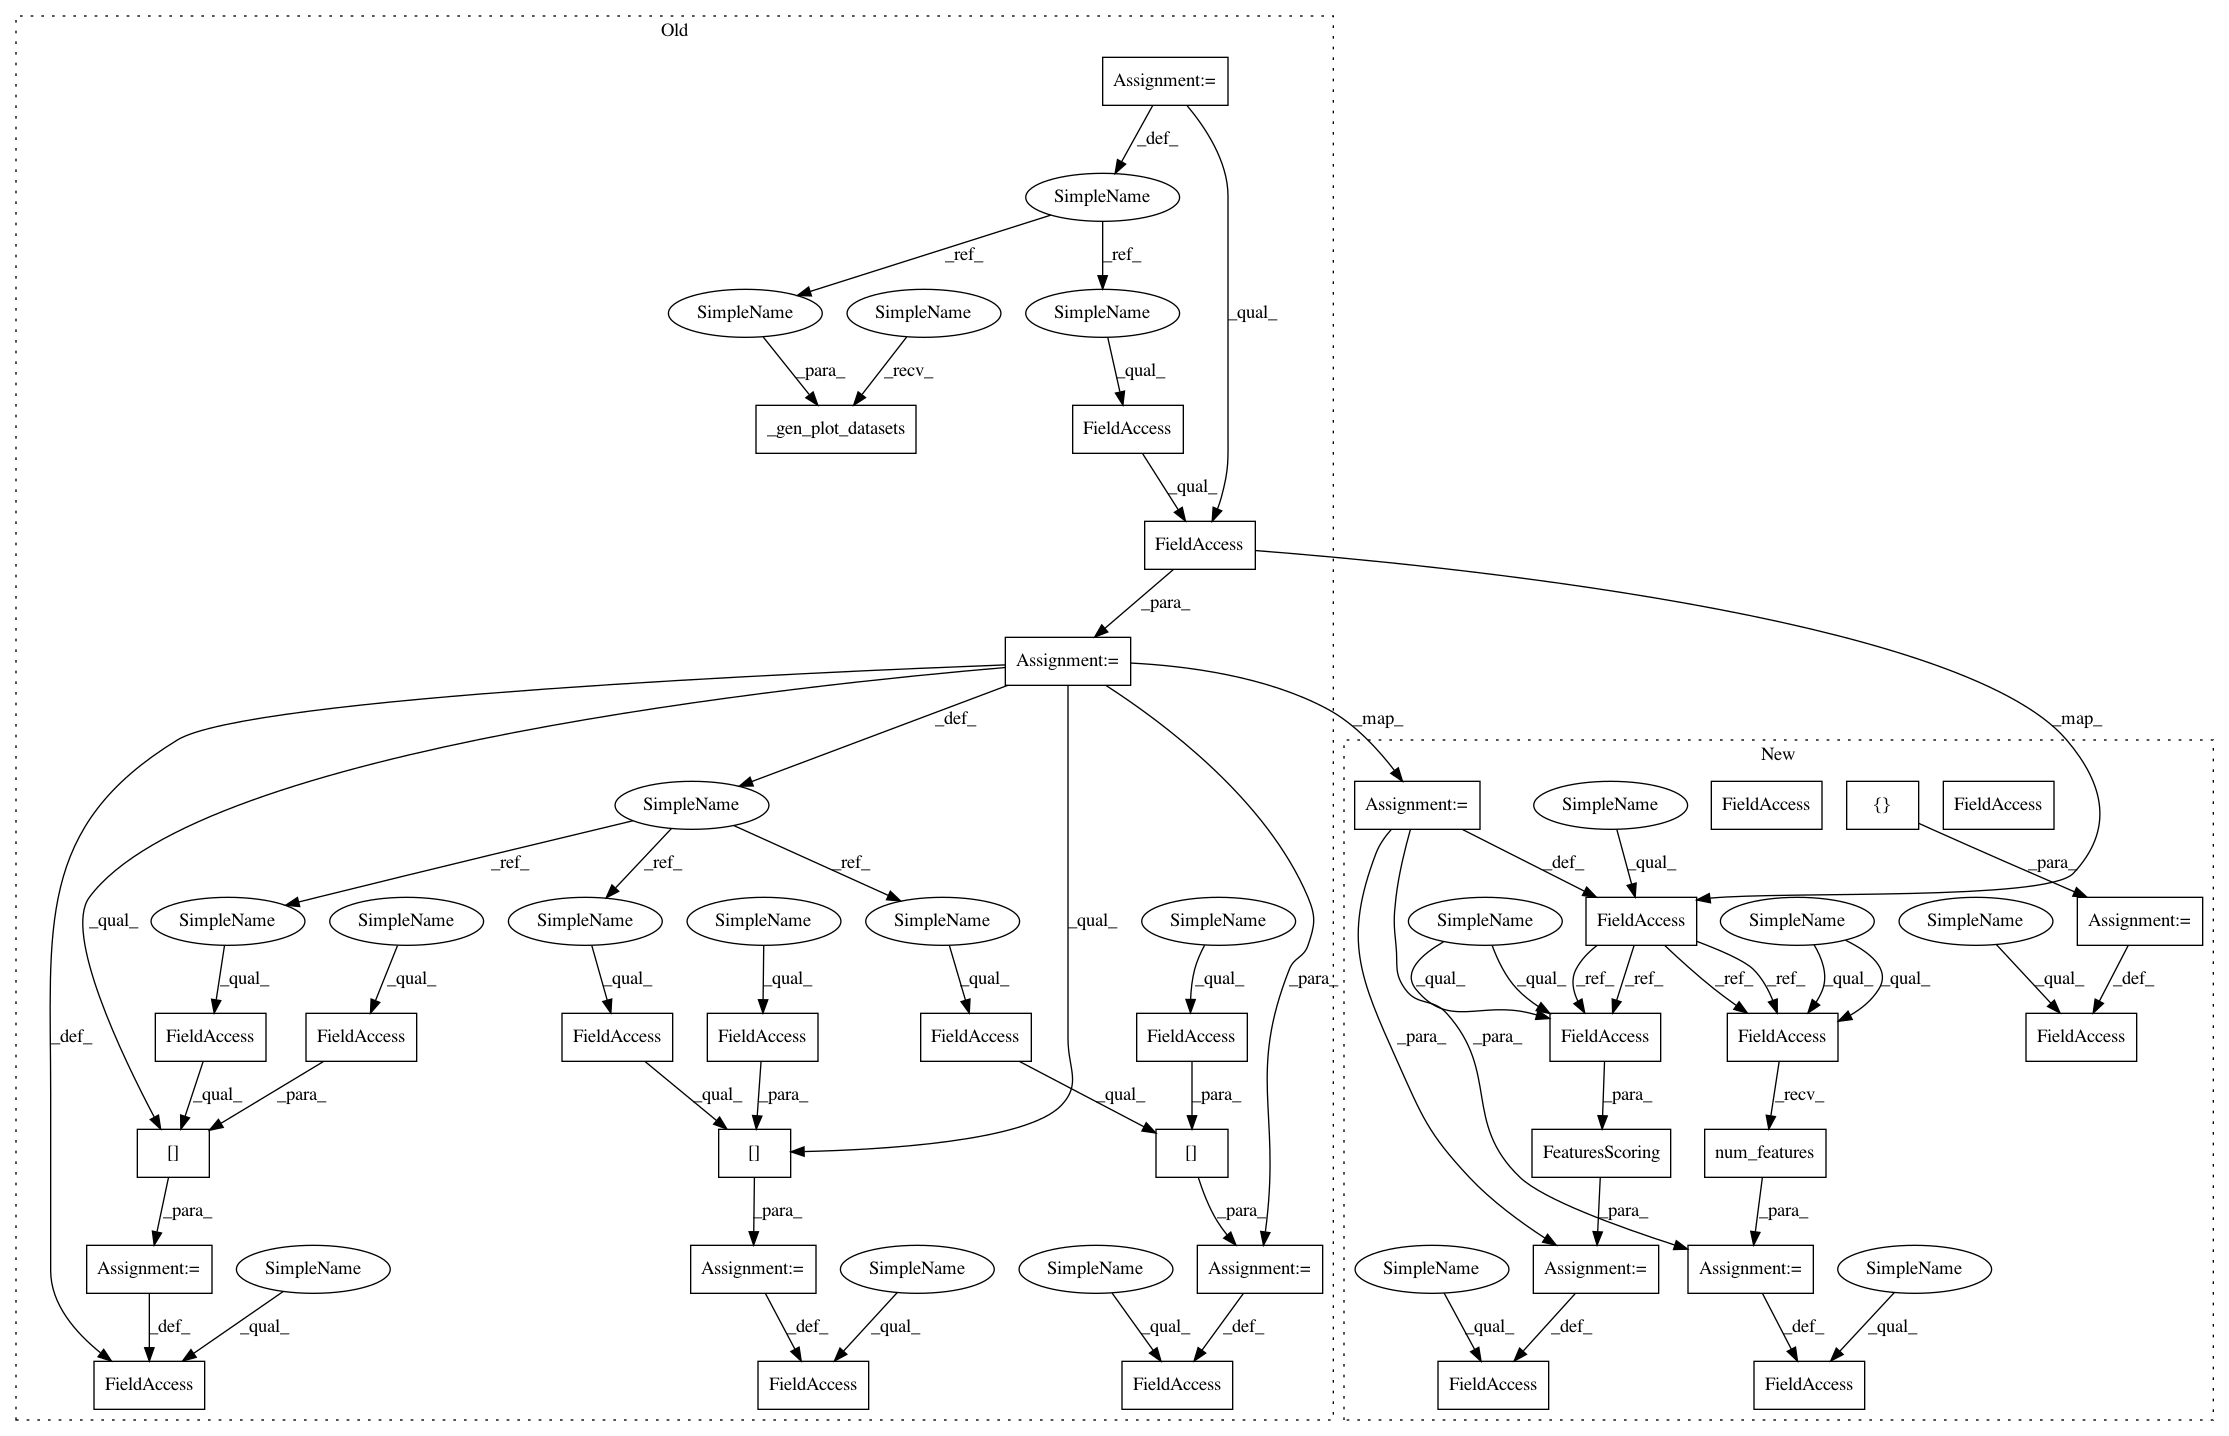 Old
Assignment:=
_def_
SimpleName
_ref_
_ref_
SimpleName
SimpleName
SimpleName
_qual_
_para_
_recv_
_qual_
_gen_plot_datasets
FieldAccess
_qual_
FieldAccess
_para_
Assignment:=
_def_
_map_
_map_
New
SimpleName
Assignment:=
SimpleName
FieldAccess
{}
FieldAccess
_ref_
_ref_
_ref_
_def_
_qual_
_para_
_qual_
SimpleName
SimpleName
SimpleName
SimpleName
SimpleName
_qual_
SimpleName
SimpleName
FieldAccess
SimpleName
SimpleName
Assignment:=
_qual_
_qual_
_qual_
_qual_
_qual_
_qual_
_para_
_qual_
_qual_
_ref_
_ref_
_ref_
_ref_
_qual_
_qual_
_qual_
_def_
_def_
FieldAccess
FieldAccess
FieldAccess
FieldAccess
FieldAccess
FieldAccess
_para_
_para_
FieldAccess
FieldAccess
FieldAccess
_qual_
_para_
_qual_
_para_
_qual_
_para_
_para_
_recv_
[]
[]
[]
FeaturesScoring
num_features
_para_
_para_
_para_
_para_
_para_
Assignment:=
SimpleName
Assignment:=
SimpleName
SimpleName
Assignment:=
SimpleName
Assignment:=
Assignment:=
SimpleName
_def_
_qual_
_def_
_qual_
_qual_
_def_
_qual_
_def_
_def_
_qual_
FieldAccess
FieldAccess
FieldAccess
FieldAccess
FieldAccess